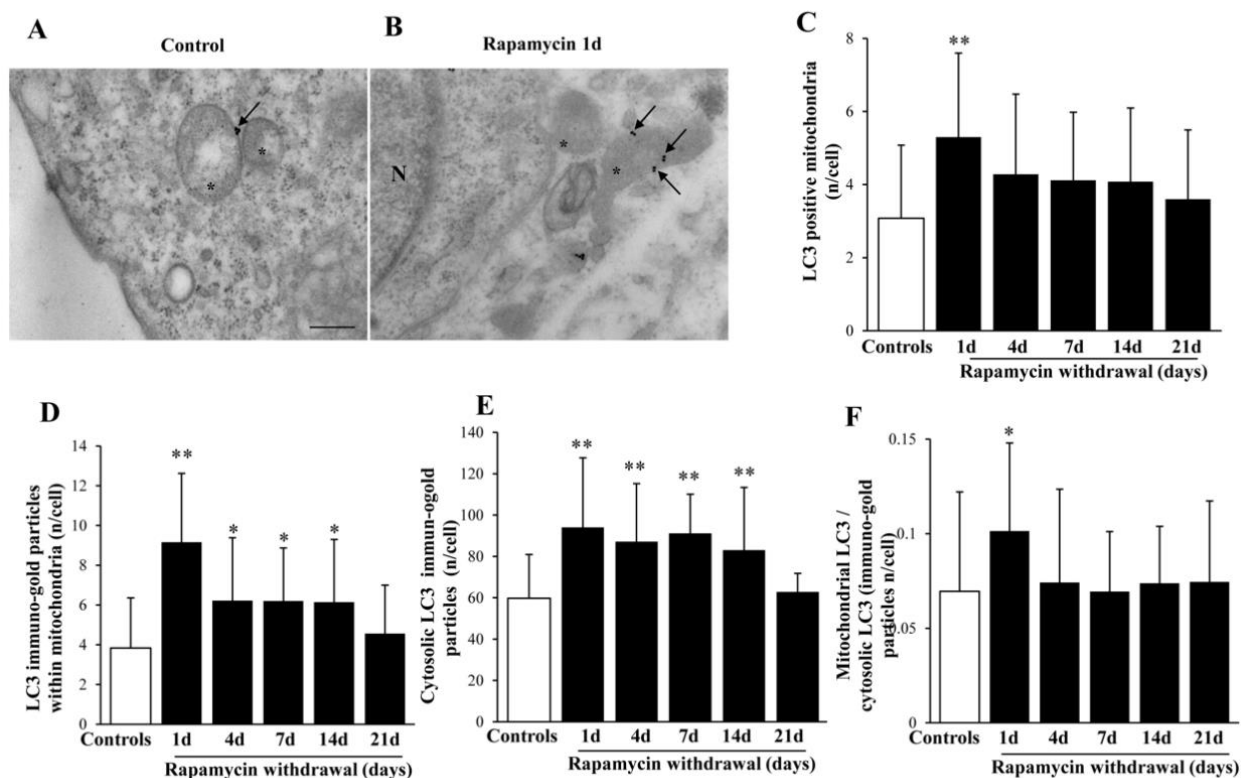 A
Control
B
Rapamycin 1d
*
*
N
*
*
C
LC3 positive mitochondria
(n/cell)
8
6
4
2
0
**
Controls 1d 4d 7d 14d 21d
Rapamycin withdrawal (days)
D
LC3 immuno-gold particles
within mitochondria (n/cell)
14
12
10
8
6
4
2
0
** * * *
Controls 1d 4d 7d 14d 21d
Rapamycin withdrawal (days)
E
Cytosolic LC3 immun-ogold
particles (n/cell)
140
120
100
80
60
40
20
0
** ** ** **
Controls 1d 4d 7d 14d 21d
Rapamycin withdrawal (days)
F
Mitochondrial LC3 /
cytosolic LC3 (immuno-gold
particles n/cell)
0.15
0.1
0.05
0
*
Controls 1d 4d 7d 14d 21d
Rapamycin withdrawal (days)